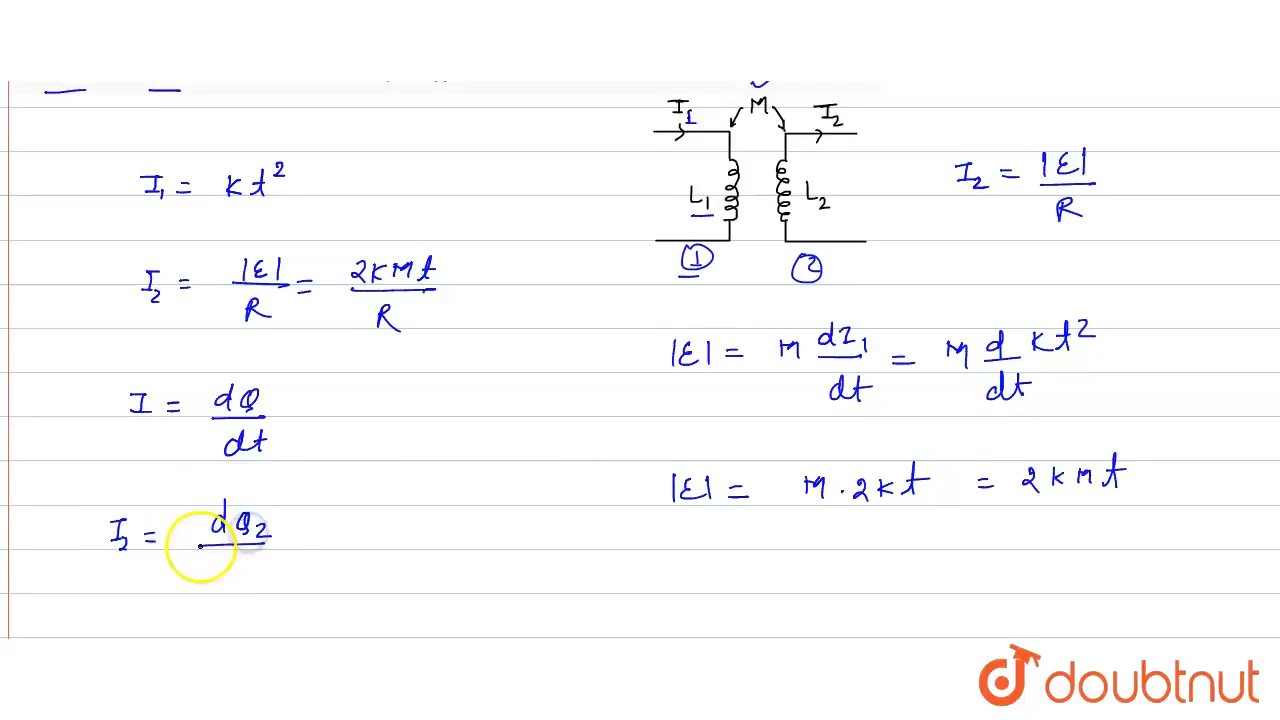 I₁ = kt²
I₂ = |ε|/R = 2kMt/R
I = dQ/dt
I₂ = dQ₂
I₁ M I₂
L₁ L₂
1 2
I₂ = |ε|/R
|ε| = M dI₁/dt = M d/dt kt²
|ε| = M · 2kt = 2kMt
doubtnut